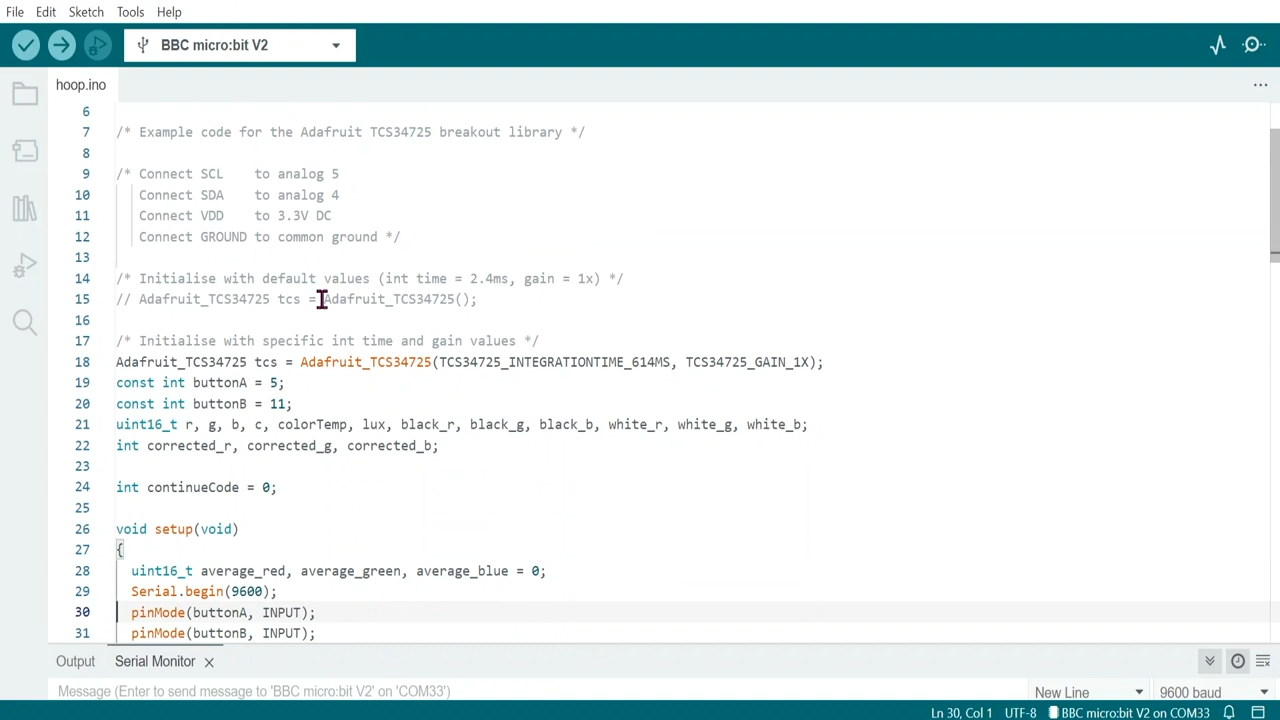 File Edit Sketch Tools Help
BBC micro:bit V2
hoop.ino
6
7 /* Example code for the Adafruit TCS34725 breakout library */
8
9 /* Connect SCL    to analog 5
10    Connect SDA    to analog 4
11    Connect VDD    to 3.3V DC
12    Connect GROUND to common ground */
13
14 /* Initialise with default values (int time = 2.4ms, gain = 1x) */
15 // Adafruit_TCS34725 tcs = Adafruit_TCS34725();
16
17 /* Initialise with specific int time and gain values */
18 Adafruit_TCS34725 tcs = Adafruit_TCS34725(TCS34725_INTEGRATIONTIME_614MS, TCS34725_GAIN_1X);
19 const int buttonA = 5;
20 const int buttonB = 11;
21 uint16_t r, g, b, c, colorTemp, lux, black_r, black_g, black_b, white_r, white_g, white_b;
22 int corrected_r, corrected_g, corrected_b;
23
24 int continueCode = 0;
25
26 void setup(void)
27 {
28   uint16_t average_red, average_green, average_blue = 0;
29   Serial.begin(9600);
30   pinMode(buttonA, INPUT);
31   pinMode(buttonB, INPUT);
Output Serial Monitor
Message (Enter to send message to 'BBC micro:bit V2' on 'COM33') New Line 9600 baud
Ln 30, Col 1 UTF-8 BBC micro:bit V2 on COM33